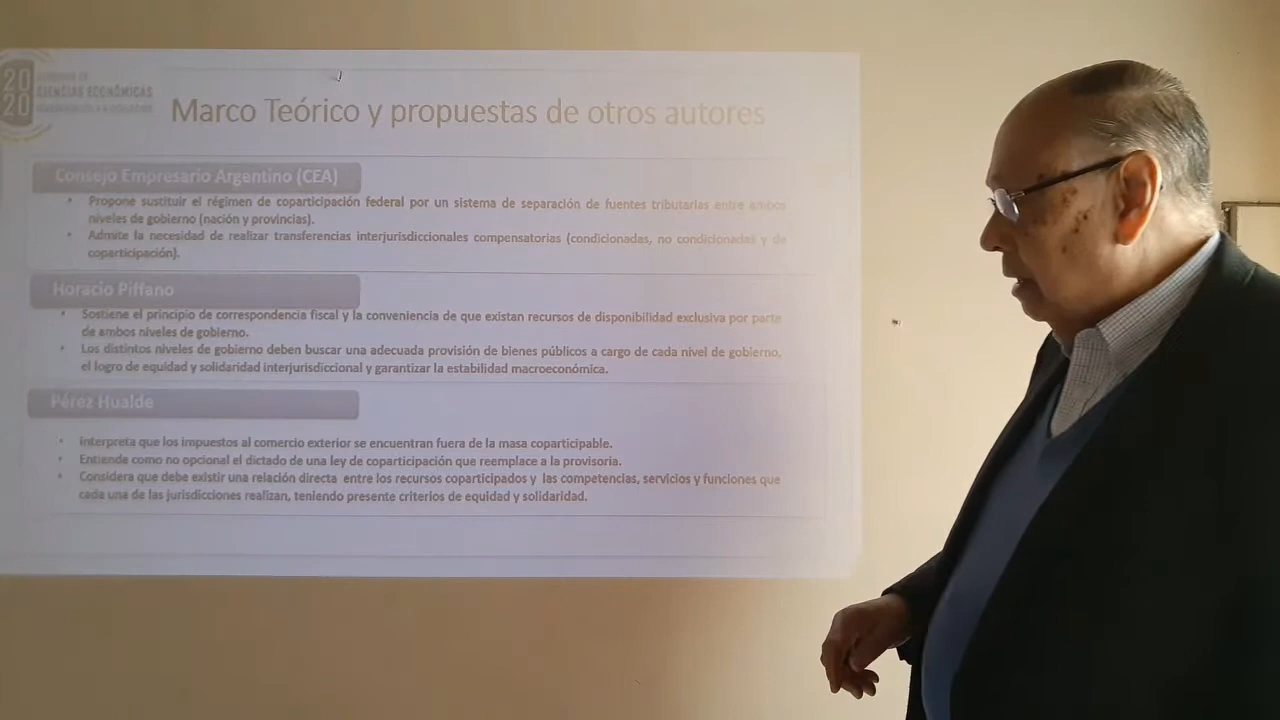 20
20
CIENCIAS ECONÓMICAS
Marco Teórico y propuestas de otros autores
Consejo Empresario Argentino (CEA)
• Propone sustituir el régimen de coparticipación federal por un sistema de separación de fuentes tributarias entre ambos
niveles de gobierno (nación y provincias).
• Admite la necesidad de realizar transferencias interjurisdiccionales compensatorias (condicionadas, no condicionadas y de
coparticipación).
Horacio Piffano
• Sostiene el principio de correspondencia fiscal y la conveniencia de que existan recursos de disponibilidad exclusiva por parte
de ambos niveles de gobierno.
• Los distintos niveles de gobierno deben buscar una adecuada provisión de bienes públicos a cargo de cada nivel de gobierno,
el logro de equidad y solidaridad interjurisdiccional y garantizar la estabilidad macroeconómica.
Pérez Hualde
• Interpreta que los impuestos al comercio exterior se encuentran fuera de la masa coparticipable.
• Entiende como no opcional el dictado de una ley de coparticipación que reemplace a la provisoria.
• Considera que debe existir una relación directa entre los recursos coparticipados y las competencias, servicios y funciones que
cada una de las jurisdicciones realizan, teniendo presente criterios de equidad y solidaridad.